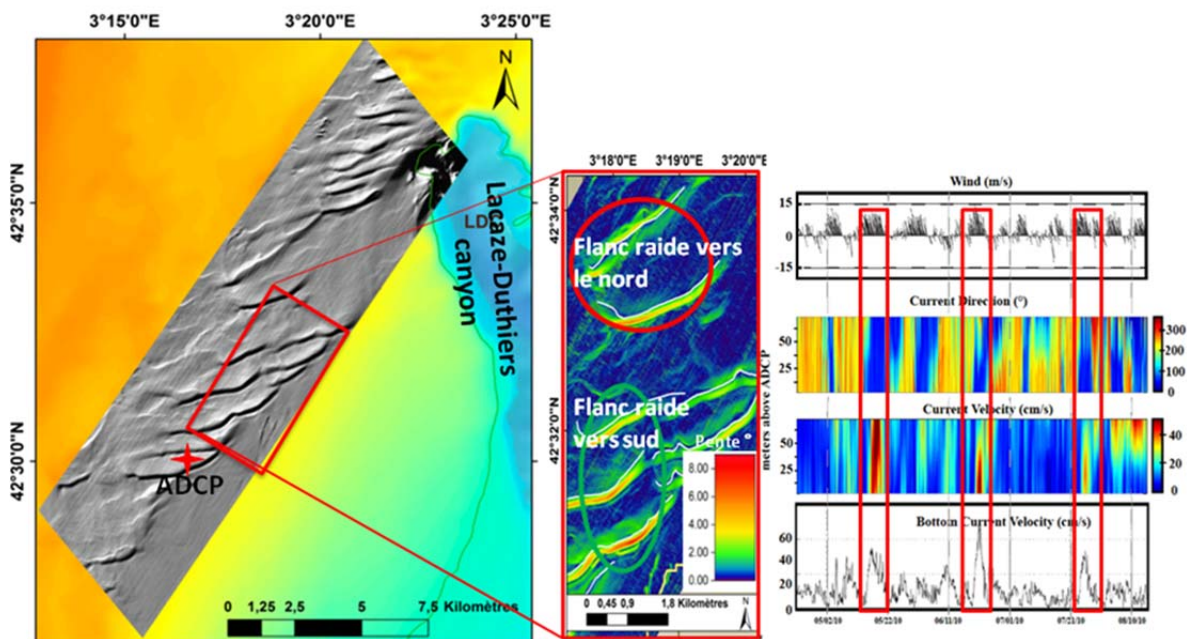 3°15'0"E
3°20'0"E
3°25'0"E
N
42°35'0"N
42°30'0"N
LD
Lacaze-Duthiers
canyon
ADCP
0 1,25 2,5 5 7,5 Kilomètres
3°18'0"E 3°19'0"E 3°20'0"E
42°34'0"N
42°32'0"N
Flanc raide vers
le nord
Flanc raide
vers sud
Pente °
8.00
6.00
4.00
2.00
0.00
0 0,45 0,9 1,8 Kilomètres
N
Wind (m/s)
15
0
-15
Current Direction (°)
50
25
300
200
100
0
meters above ADCP
Current Velocity (cm/s)
50
25
40
20
0
Bottom Current Velocity (cm/s)
60
30
20
10
0
05/02/10 05/22/10 06/11/10 07/01/10 07/21/10 08/10/10